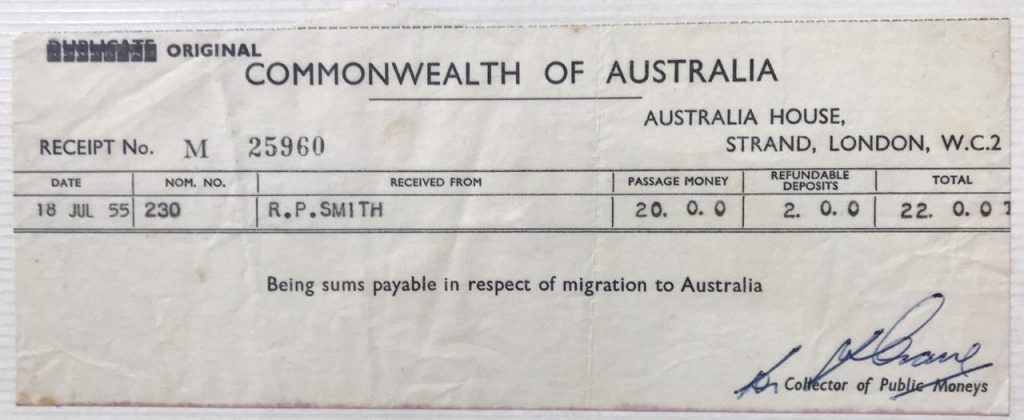 DUPLICATE ORIGINAL
COMMONWEALTH OF AUSTRALIA
AUSTRALIA HOUSE,
STRAND, LONDON, W.C.2
RECEIPT No. M 25960
DATE NOM. NO. RECEIVED FROM PASSAGE MONEY REFUNDABLE DEPOSITS TOTAL
18 JUL 55 230 R.P.SMITH 20. 0.0 2. 0.0 22. 0.0
Being sums payable in respect of migration to Australia
Collector of Public Moneys